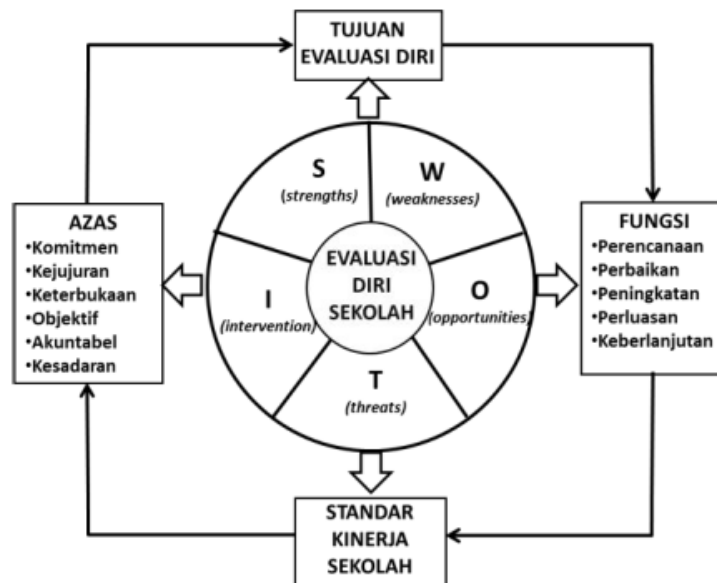 TUJUAN
EVALUASI DIRI
S
(strengths)
W
(weaknesses)
AZAS
•Komitmen
•Kejujuran
•Keterbukaan
•Objektif
•Akuntabel
•Kesadaran
I
(intervention)
EVALUASI
DIRI
SEKOLAH
O
(opportunities)
FUNGSI
•Perencanaan
•Perbaikan
•Peningkatan
•Perluasan
•Keberlanjutan
T
(threats)
STANDAR
KINERJA
SEKOLAH